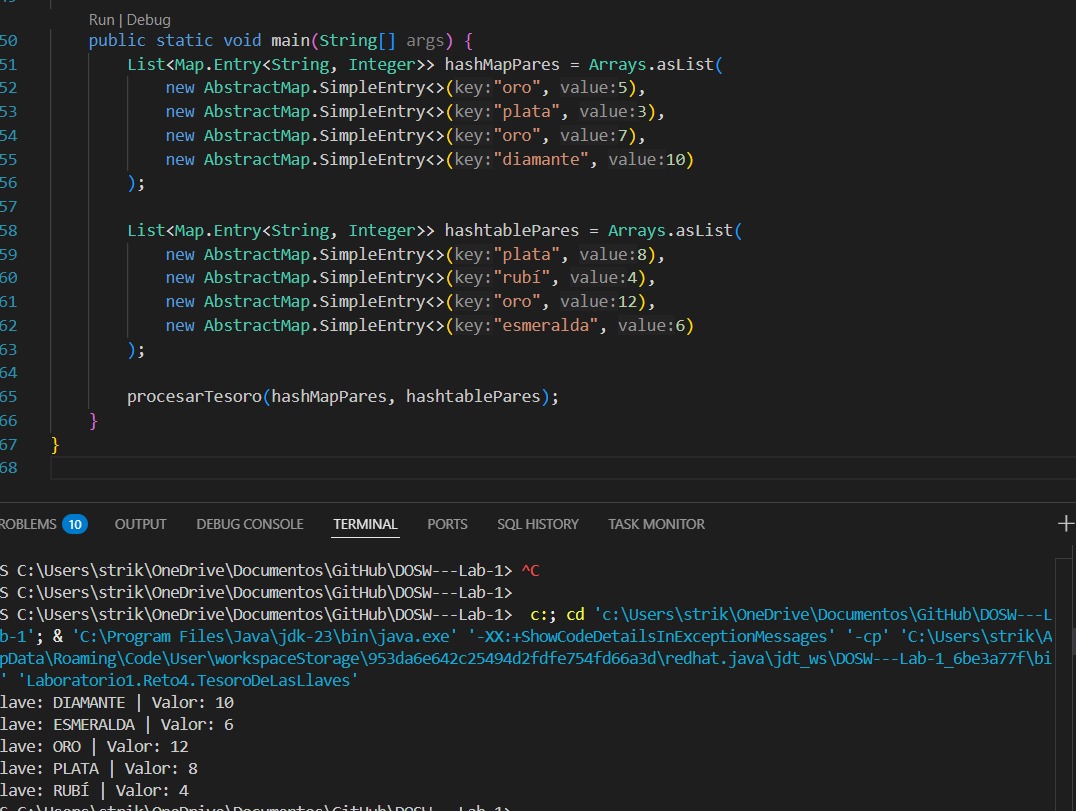 Run | Debug
50 public static void main(String[] args) {
51 List<Map.Entry<String, Integer>> hashMapPares = Arrays.asList(
52 new AbstractMap.SimpleEntry<>(key:"oro", value:5),
53 new AbstractMap.SimpleEntry<>(key:"plata", value:3),
54 new AbstractMap.SimpleEntry<>(key:"oro", value:7),
55 new AbstractMap.SimpleEntry<>(key:"diamante", value:10)
56 );
57
58 List<Map.Entry<String, Integer>> hashtablePares = Arrays.asList(
59 new AbstractMap.SimpleEntry<>(key:"plata", value:8),
60 new AbstractMap.SimpleEntry<>(key:"rubí", value:4),
61 new AbstractMap.SimpleEntry<>(key:"oro", value:12),
62 new AbstractMap.SimpleEntry<>(key:"esmeralda", value:6)
63 );
64
65 procesarTesoro(hashMapPares, hashtablePares);
66 }
67 }
68
ROBLEMS 10 OUTPUT DEBUG CONSOLE TERMINAL PORTS SQL HISTORY TASK MONITOR +
S C:\Users\strik\OneDrive\Documentos\GitHub\DOSW---Lab-1> ^C
S C:\Users\strik\OneDrive\Documentos\GitHub\DOSW---Lab-1>
S C:\Users\strik\OneDrive\Documentos\GitHub\DOSW---Lab-1> c:; cd 'c:\Users\strik\OneDrive\Documentos\GitHub\DOSW---L
b-1'; & 'C:\Program Files\Java\jdk-23\bin\java.exe' '-XX:+ShowCodeDetailsInExceptionMessages' '-cp' 'C:\Users\strik\A
pData\Roaming\Code\User\workspaceStorage\953da6e642c25494d2fdfe754fd66a3d\redhat.java\jdt_ws\DOSW---Lab-1_6be3a77f\bi
' 'Laboratorio1.Reto4.TesoroDeLasLlaves'
lave: DIAMANTE | Valor: 10
lave: ESMERALDA | Valor: 6
lave: ORO | Valor: 12
lave: PLATA | Valor: 8
lave: RUBÍ | Valor: 4
S C:\Users\strik\OneDrive\Documentos\GitHub\DOSW---Lab-1>